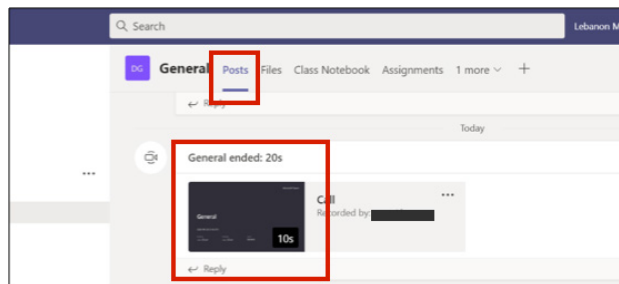 Search
Lebanon M
DG General Posts Files Class Notebook Assignments 1 more
Reply
Today
General ended: 20s
Call
Recorded by:
General
10s
Reply